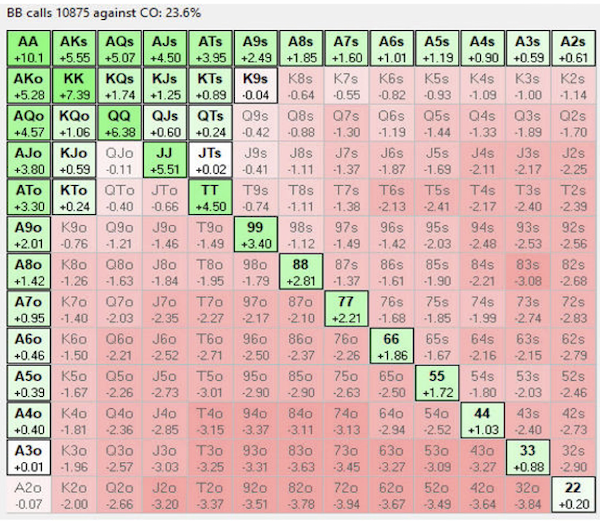 BB calls 10875 against CO: 23.6%
AA AKs AQs AJs ATs A9s A8s A7s A6s A5s A4s A3s A2s
+10.1 +5.55 +5.07 +4.50 +3.95 +2.49 +1.85 +1.60 +1.01 +1.19 +0.90 +0.59 +0.61
AKo KK KQs KJs KTs K9s K8s K7s K6s K5s K4s K3s K2s
+5.28 +7.39 +1.74 +1.25 +0.89 -0.04 -0.64 -0.55 -0.82 -0.93 -1.09 -1.00 -1.14
AQo KQo QQ QJs QTs Q9s Q8s Q7s Q6s Q5s Q4s Q3s Q2s
+4.57 +1.06 +6.38 +0.60 +0.24 -0.42 -0.88 -1.30 -1.19 -1.44 -1.33 -1.89 -1.70
AJo KJo QJo JJ JTs J9s J8s J7s J6s J5s J4s J3s J2s
+3.80 +0.59 -0.11 +5.51 +0.02 -0.41 -1.11 -1.37 -1.87 -1.69 -2.11 -2.17 -2.25
ATo KTo QTo JTo TT T9s T8s T7s T6s T5s T4s T3s T2s
+3.30 +0.24 -0.40 -0.66 +4.50 -0.74 -1.11 -1.38 -2.13 -2.41 -2.17 -2.40 -2.39
A9o K9o Q9o J9o T9o 99 98s 97s 96s 95s 94s 93s 92s
+2.01 -0.76 -1.21 -1.46 -1.49 +3.40 -1.12 -1.49 -1.42 -2.03 -2.48 -2.53 -2.56
A8o K8o Q8o J8o T8o 98o 88 87s 86s 85s 84s 83s 82s
+1.42 -1.26 -1.63 -1.84 -1.95 -1.79 +2.81 -1.37 -1.61 -1.90 -2.21 -3.08 -2.68
A7o K7o Q7o J7o T7o 97o 87o 77 76s 75s 74s 73s 72s
+0.95 -1.40 -2.03 -2.35 -2.27 -2.17 -2.10 +2.21 -1.68 -1.85 -1.99 -2.74 -2.83
A6o K6o Q6o J6o T6o 96o 86o 76o 66 65s 64s 63s 62s
+0.46 -1.50 -2.21 -2.52 -2.71 -2.50 -2.37 -2.26 +1.86 -1.67 -2.16 -2.15 -2.79
A5o K5o Q5o J5o T5o 95o 85o 75o 65o 55 54s 53s 52s
+0.39 -1.67 -2.26 -2.73 -3.01 -2.90 -2.90 -2.63 -2.50 +1.72 -1.80 -2.03 -2.46
A4o K4o Q4o J4o T4o 94o 84o 74o 64o 54o 44 43s 42s
+0.40 -1.81 -2.36 -2.85 -3.15 -3.37 -3.11 -3.13 -2.94 -2.52 +1.03 -2.40 -2.73
A3o K3o Q3o J3o T3o 93o 83o 73o 63o 53o 43o 33 32s
+0.01 -1.96 -2.57 -3.03 -3.25 -3.31 -3.63 -3.45 -3.27 -3.09 -3.27 +0.88 -2.90
A2o K2o Q2o J2o T2o 92o 82o 72o 62o 52o 42o 32o 22
-0.07 -2.00 -2.66 -3.20 -3.37 -3.51 -3.78 -3.94 -3.67 -3.42 -3.64 -3.84 +0.20